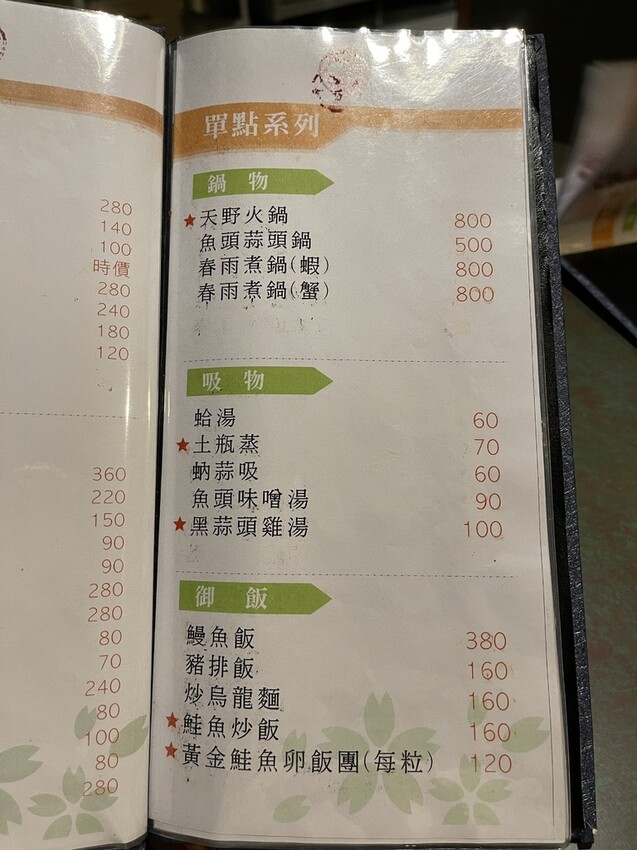 280
140
100
時價
280
240
180
120
360
220
150
90
90
280
280
80
70
240
80
100
80
280
單點系列
鍋物
★天野火鍋 800
魚頭蒜頭鍋 500
春雨煮鍋(蝦) 800
春雨煮鍋(蟹) 800
吸物
蛤湯 60
★土瓶蒸 70
蚋蒜吸 60
魚頭味噌湯 90
★黑蒜頭雞湯 100
御飯
鰻魚飯 380
豬排飯 160
炒烏龍麵 160
★鮭魚炒飯 160
★黃金鮭魚卵飯團(每粒) 120